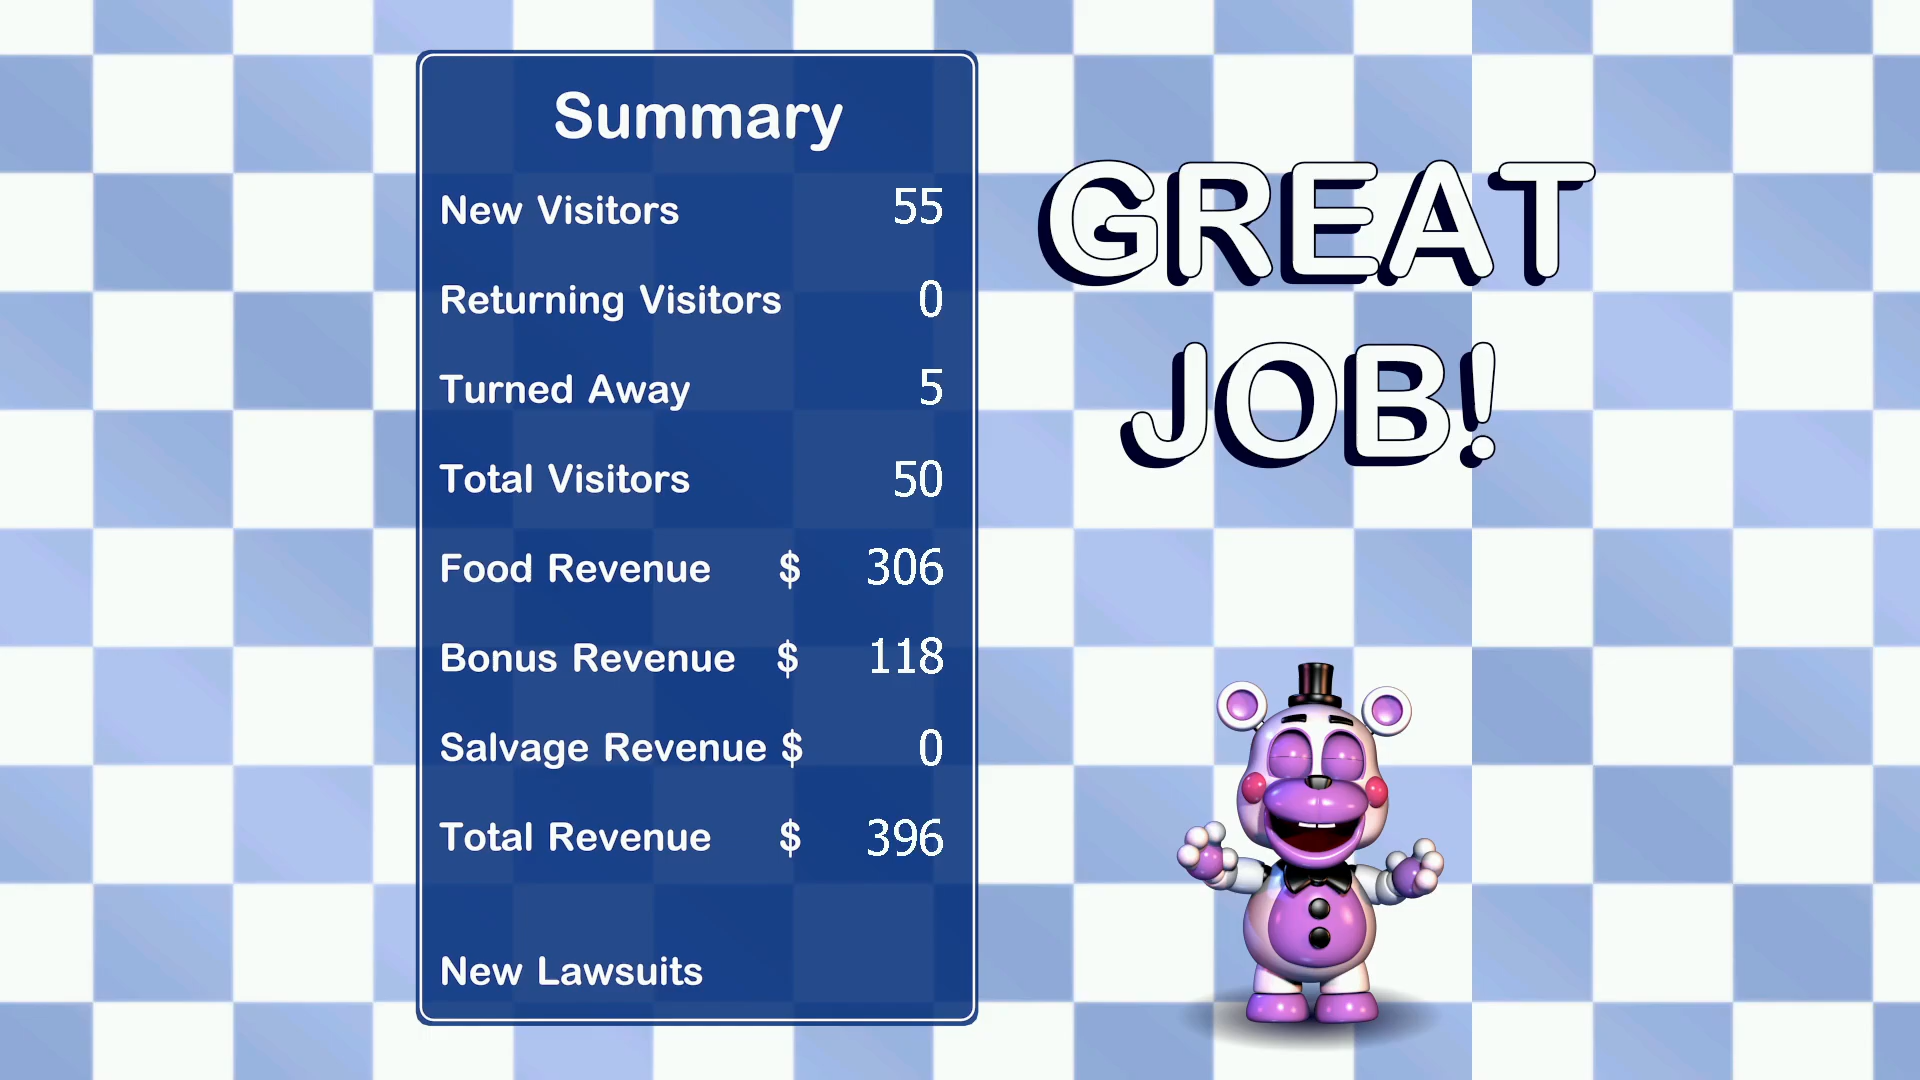 Summary
New Visitors 55
Returning Visitors 0
Turned Away 5
Total Visitors 50
Food Revenue $ 306
Bonus Revenue $ 118
Salvage Revenue $ 0
Total Revenue $ 396
New Lawsuits
GREAT
JOB!